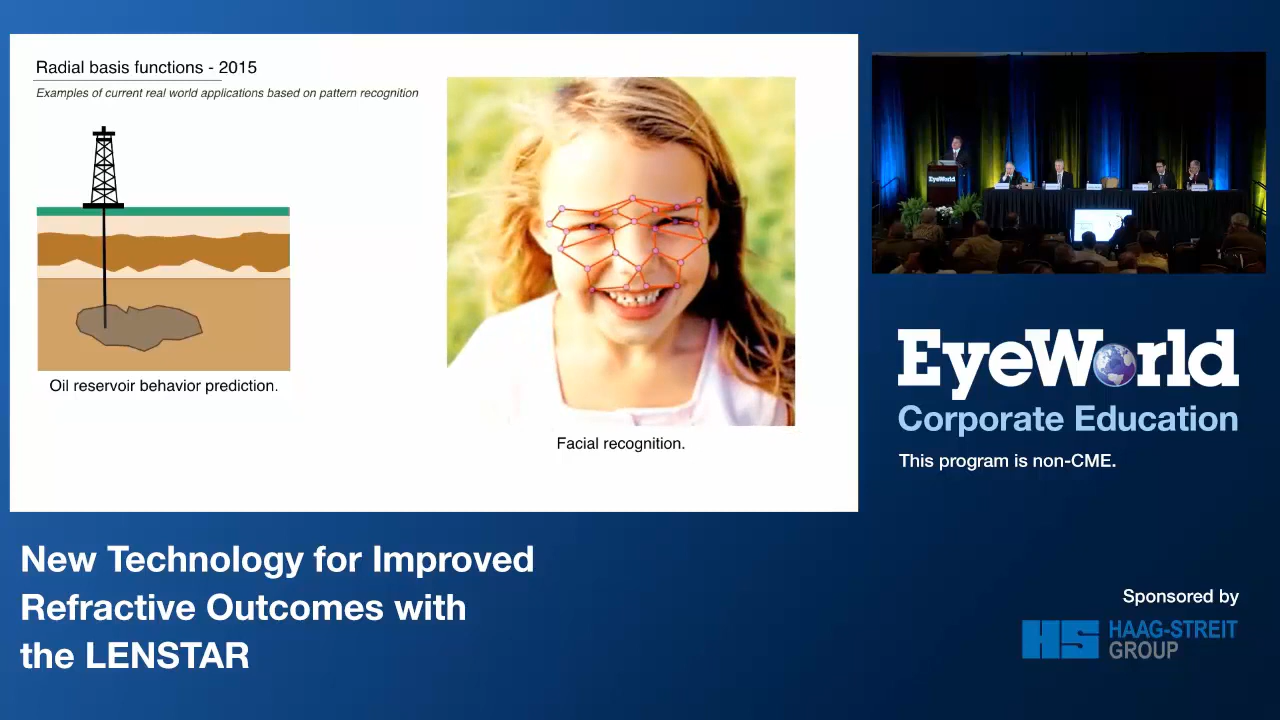 Radial basis functions - 2015
Examples of current real world applications based on pattern recognition
Oil reservoir behavior prediction.
Facial recognition.
EyeWorld
EyeWorld
Corporate Education
This program is non-CME.
New Technology for Improved
Refractive Outcomes with
the LENSTAR
Sponsored by
HS HAAG-STREIT
GROUP